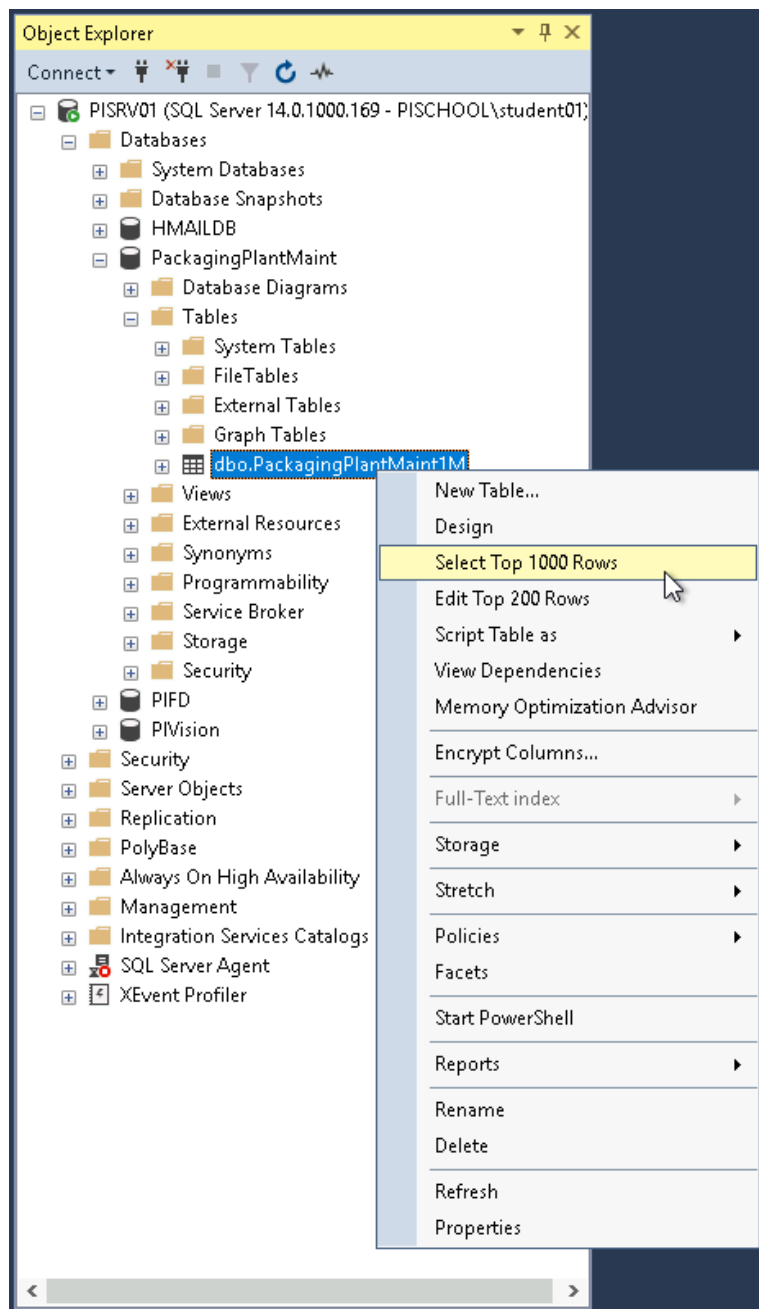 Object Explorer
Connect
PISRV01 (SQL Server 14.0.1000.169 - PISCHOOL\student01)
Databases
System Databases
Database Snapshots
HMAILDB
PackagingPlantMaint
Database Diagrams
Tables
System Tables
FileTables
External Tables
Graph Tables
dbo.PackagingPlantMaint1M
Views
External Resources
Synonyms
Programmability
Service Broker
Storage
Security
PIFD
PIVision
Security
Server Objects
Replication
PolyBase
Always On High Availability
Management
Integration Services Catalogs
SQL Server Agent
XEvent Profiler
New Table...
Design
Select Top 1000 Rows
Edit Top 200 Rows
Script Table as
View Dependencies
Memory Optimization Advisor
Encrypt Columns...
Full-Text index
Storage
Stretch
Policies
Facets
Start PowerShell
Reports
Rename
Delete
Refresh
Properties